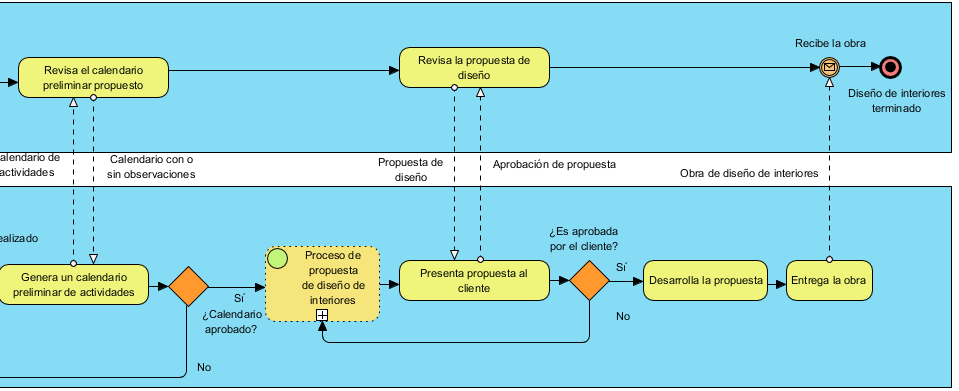 Recibe la obra
Revisa el calendario
preliminar propuesto
Revisa la propuesta de
diseño
Diseño de interiores
terminado
alendario de
actividades
Calendario con o
sin observaciones
Propuesta de
diseño
Aprobación de propuesta
Obra de diseño de interiores
ealizado
¿Es aprobada
por el cliente?
Genera un calendario
preliminar de actividades
Sí
¿Calendario
aprobado?
No
Proceso de
propuesta
de diseño de
interiores
Presenta propuesta al
cliente
Sí
No
Desarrolla la propuesta
Entrega la obra